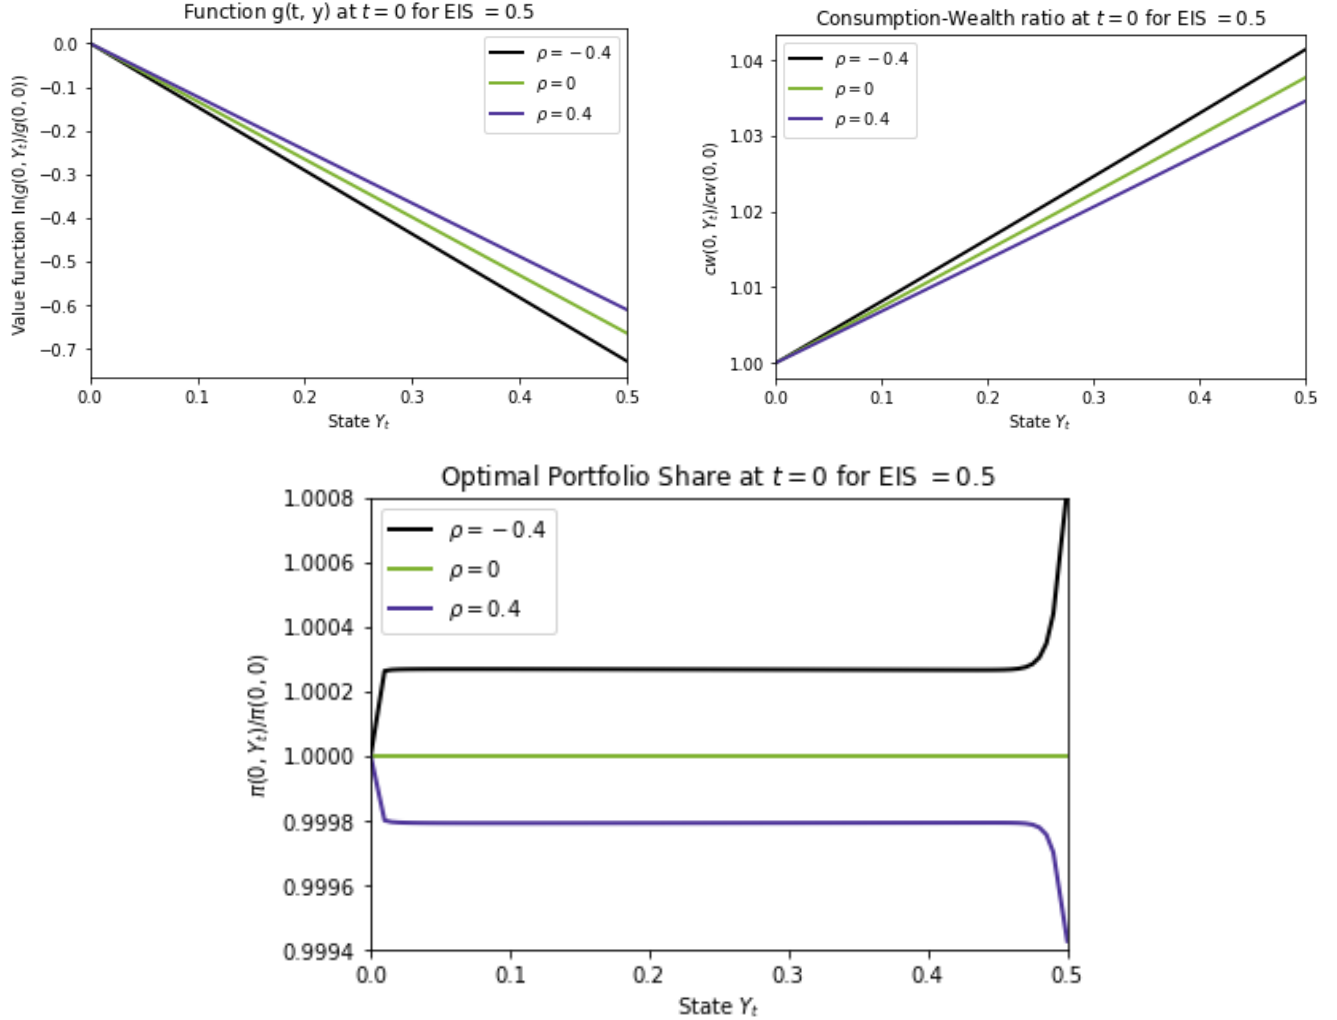 Function g(t, y) at t = 0 for EIS = 0.5
Value function ln(g(0, Y_t)/g(0, 0))
0.0
−0.1
−0.2
−0.3
−0.4
−0.5
−0.6
−0.7
ρ = −0.4
ρ = 0
ρ = 0.4
0.0 0.1 0.2 0.3 0.4 0.5
State Y_t
Consumption-Wealth ratio at t = 0 for EIS = 0.5
cw(0, Y_t)/cw(0, 0)
1.04
1.03
1.02
1.01
1.00
ρ = −0.4
ρ = 0
ρ = 0.4
0.0 0.1 0.2 0.3 0.4 0.5
State Y_t
Optimal Portfolio Share at t = 0 for EIS = 0.5
π(0, Y_t)/π(0, 0)
1.0008
1.0006
1.0004
1.0002
1.0000
0.9998
0.9996
0.9994
ρ = −0.4
ρ = 0
ρ = 0.4
0.0 0.1 0.2 0.3 0.4 0.5
State Y_t